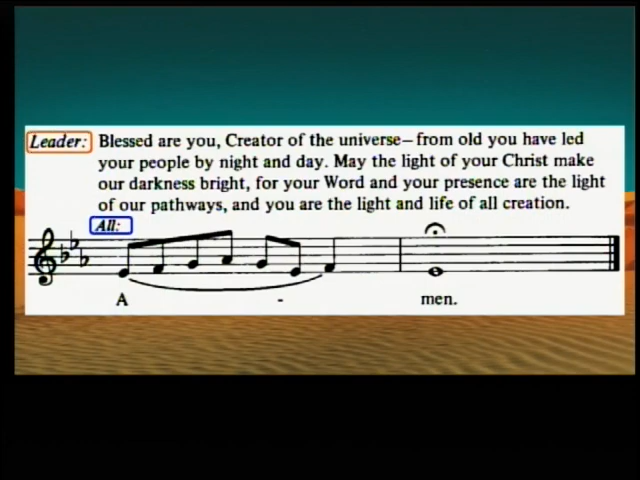 Leader: Blessed are you, Creator of the universe—from old you have led
your people by night and day. May the light of your Christ make
our darkness bright, for your Word and your presence are the light
of our pathways, and you are the light and life of all creation.
All:
A - men.